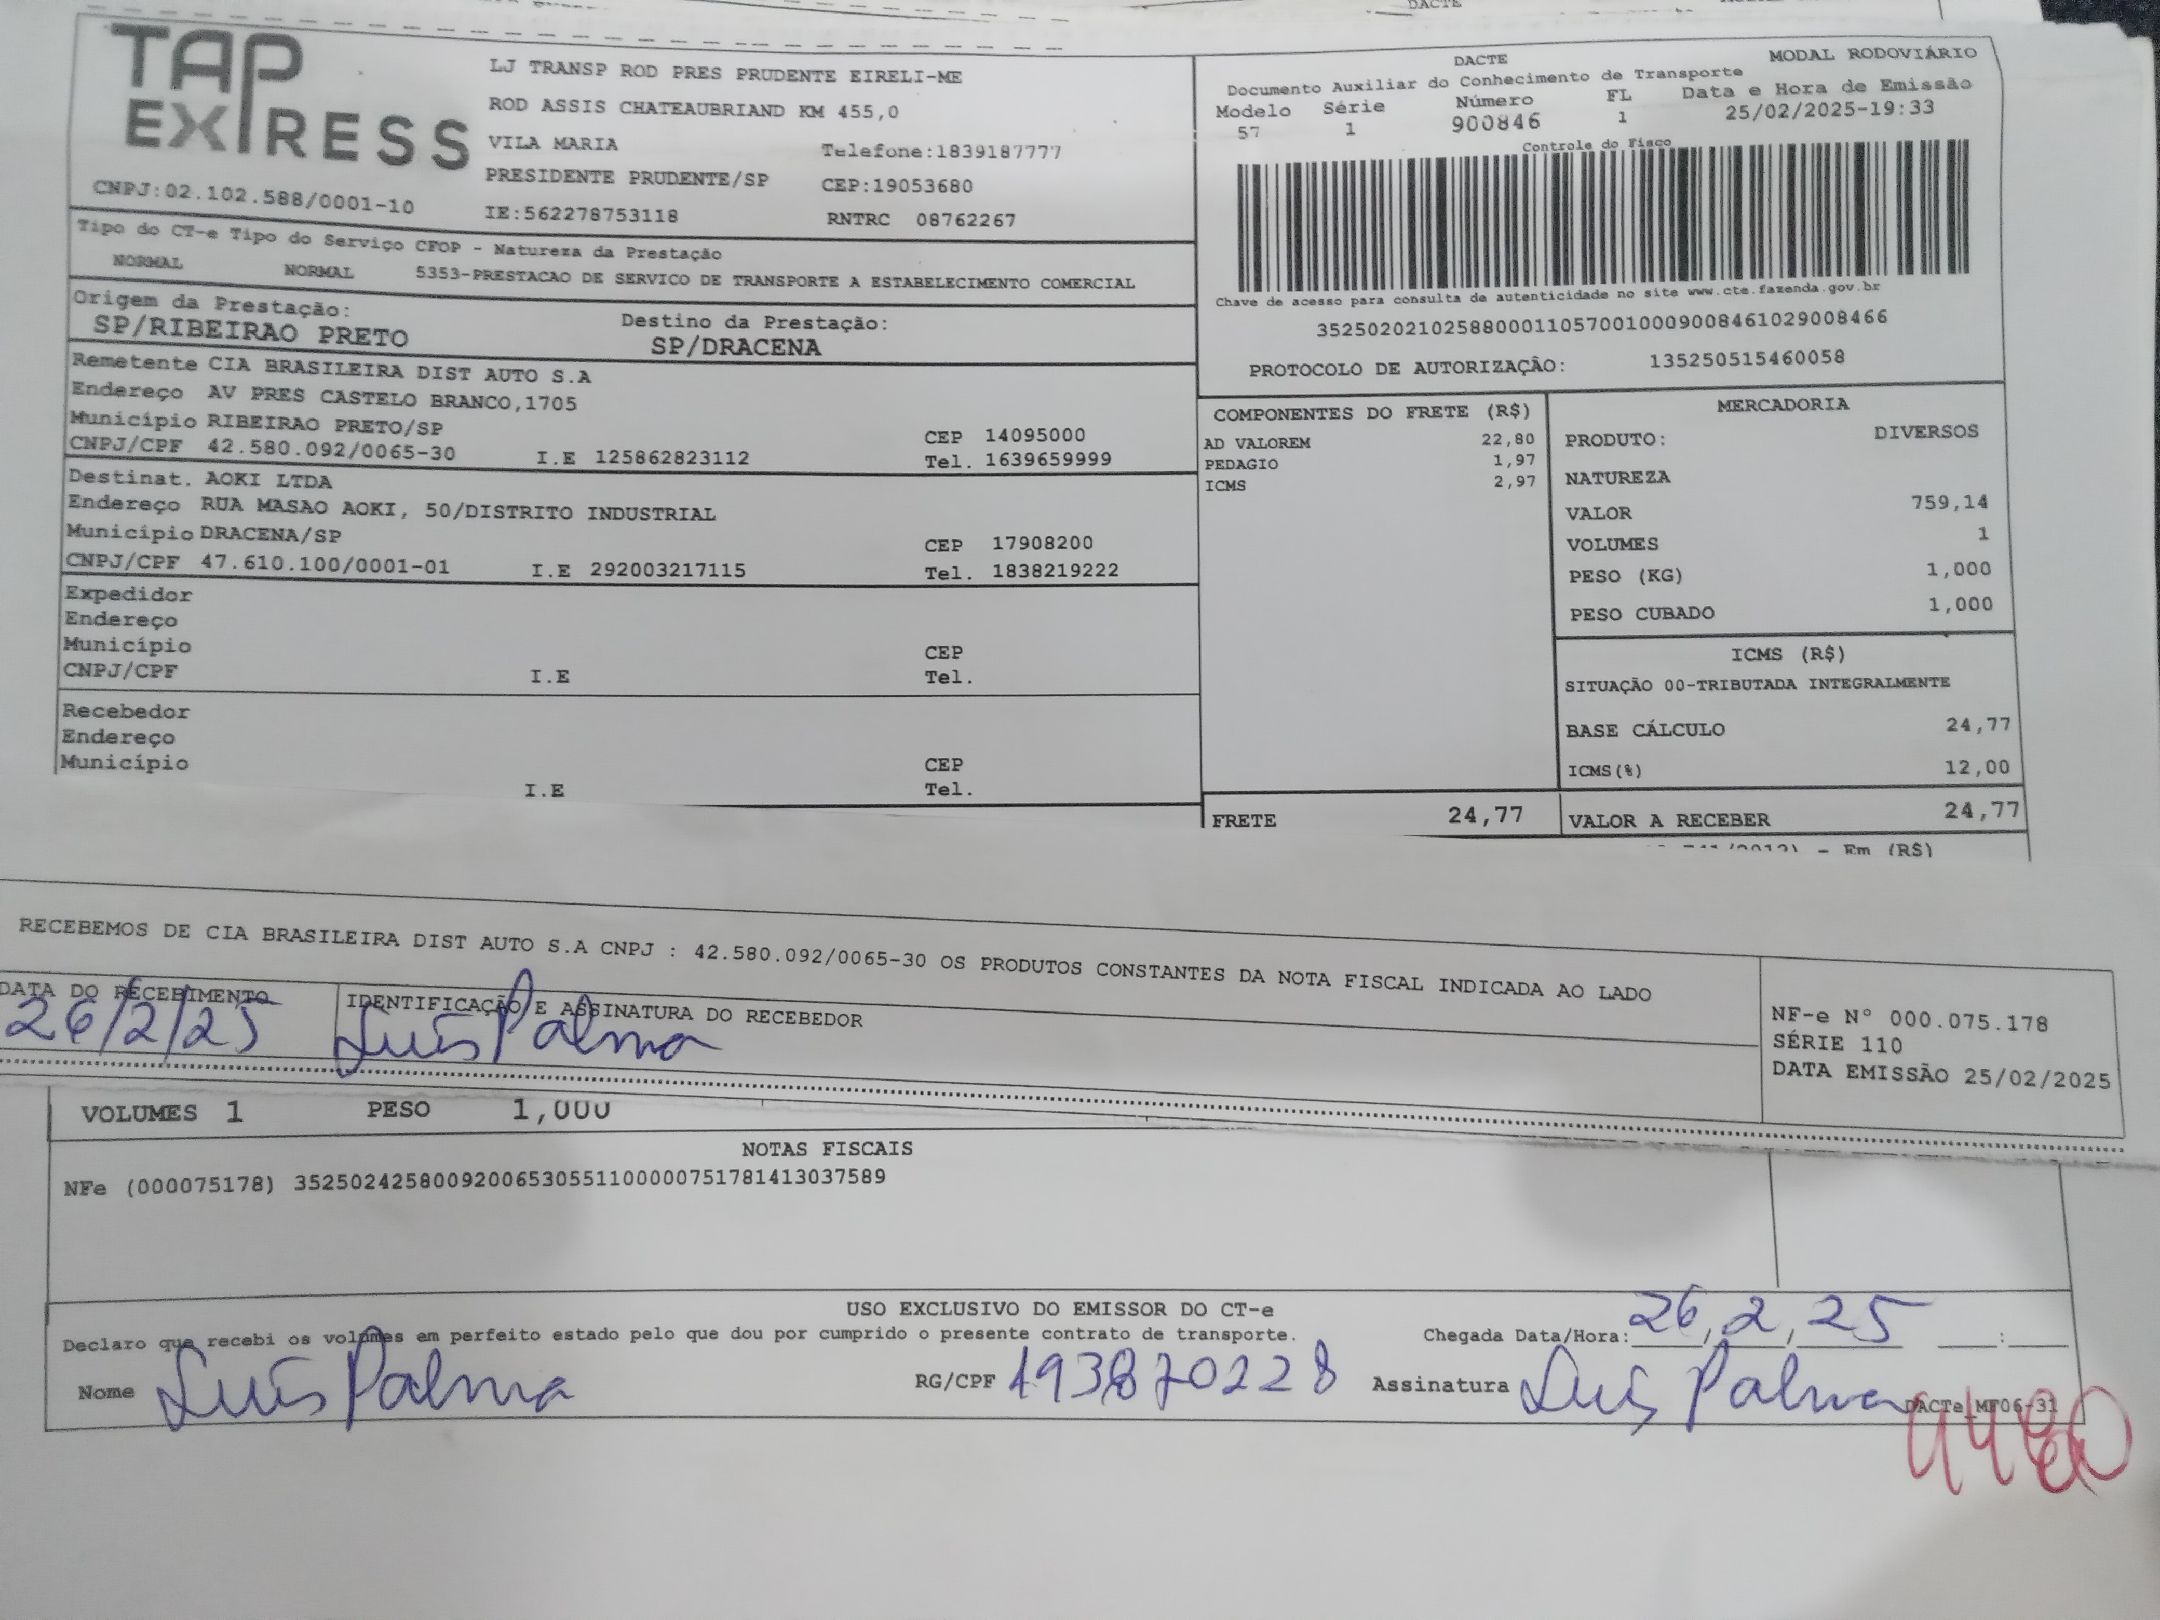 DACTE
TAP EXPRESS
LJ TRANSP ROD PRES PRUDENTE EIRELI-ME
ROD ASSIS CHATEAUBRIAND KM 455,0
VILA MARIA Telefone:1839187777
PRESIDENTE PRUDENTE/SP CEP:19053680
CNPJ:02.102.588/0001-10 IE:562278753118 RNTRC 08762267
DACTE MODAL RODOVIÁRIO
Documento Auxiliar do Conhecimento de Transporte
Modelo Série Número FL Data e Hora de Emissão
57 1 900846 1 25/02/2025-19:33
Controle do Fisco
Chave de acesso para consulta de autenticidade no site www.cte.fazenda.gov.br
35250202102588000110570010009008461029008466
PROTOCOLO DE AUTORIZAÇÃO: 135250515460058
Tipo do CT-e Tipo do Serviço CFOP - Natureza da Prestação
NORMAL NORMAL 5353-PRESTACAO DE SERVICO DE TRANSPORTE A ESTABELECIMENTO COMERCIAL
Origem da Prestação: Destino da Prestação:
SP/RIBEIRAO PRETO SP/DRACENA
Remetente CIA BRASILEIRA DIST AUTO S.A
Endereço AV PRES CASTELO BRANCO,1705
Município RIBEIRAO PRETO/SP CEP 14095000
CNPJ/CPF 42.580.092/0065-30 I.E 125862823112 Tel. 1639659999
Destinat. AOKI LTDA
Endereço RUA MASAO AOKI, 50/DISTRITO INDUSTRIAL
Município DRACENA/SP CEP 17908200
CNPJ/CPF 47.610.100/0001-01 I.E 292003217115 Tel. 1838219222
Expedidor
Endereço
Município CEP
CNPJ/CPF I.E Tel.
Recebedor
Endereço
Município CEP
I.E Tel.
COMPONENTES DO FRETE (R$)
AD VALOREM 22,80
PEDAGIO 1,97
ICMS 2,97
FRETE 24,77
MERCADORIA
PRODUTO: DIVERSOS
NATUREZA
VALOR 759,14
VOLUMES 1
PESO (KG) 1,000
PESO CUBADO 1,000
ICMS (R$)
SITUAÇÃO 00-TRIBUTADA INTEGRALMENTE
BASE CÁLCULO 24,77
ICMS(%) 12,00
VALOR A RECEBER 24,77
- Em (R$)
RECEBEMOS DE CIA BRASILEIRA DIST AUTO S.A CNPJ : 42.580.092/0065-30 OS PRODUTOS CONSTANTES DA NOTA FISCAL INDICADA AO LADO
DATA DO RECEBIMENTO IDENTIFICAÇÃO E ASSINATURA DO RECEBEDOR
26/2/25 Luís Palma
NF-e Nº 000.075.178
SÉRIE 110
DATA EMISSÃO 25/02/2025
VOLUMES 1 PESO 1,000
NOTAS FISCAIS
NFe (000075178) 35250242580092006530551100000751781413037589
USO EXCLUSIVO DO EMISSOR DO CT-e
Declaro que recebi os volumes em perfeito estado pelo que dou por cumprido o presente contrato de transporte. Chegada Data/Hora: 26/2/25 __:__
Nome Luís Palma RG/CPF 193870228 Assinatura Luís Palma
DACTe_MF06-31